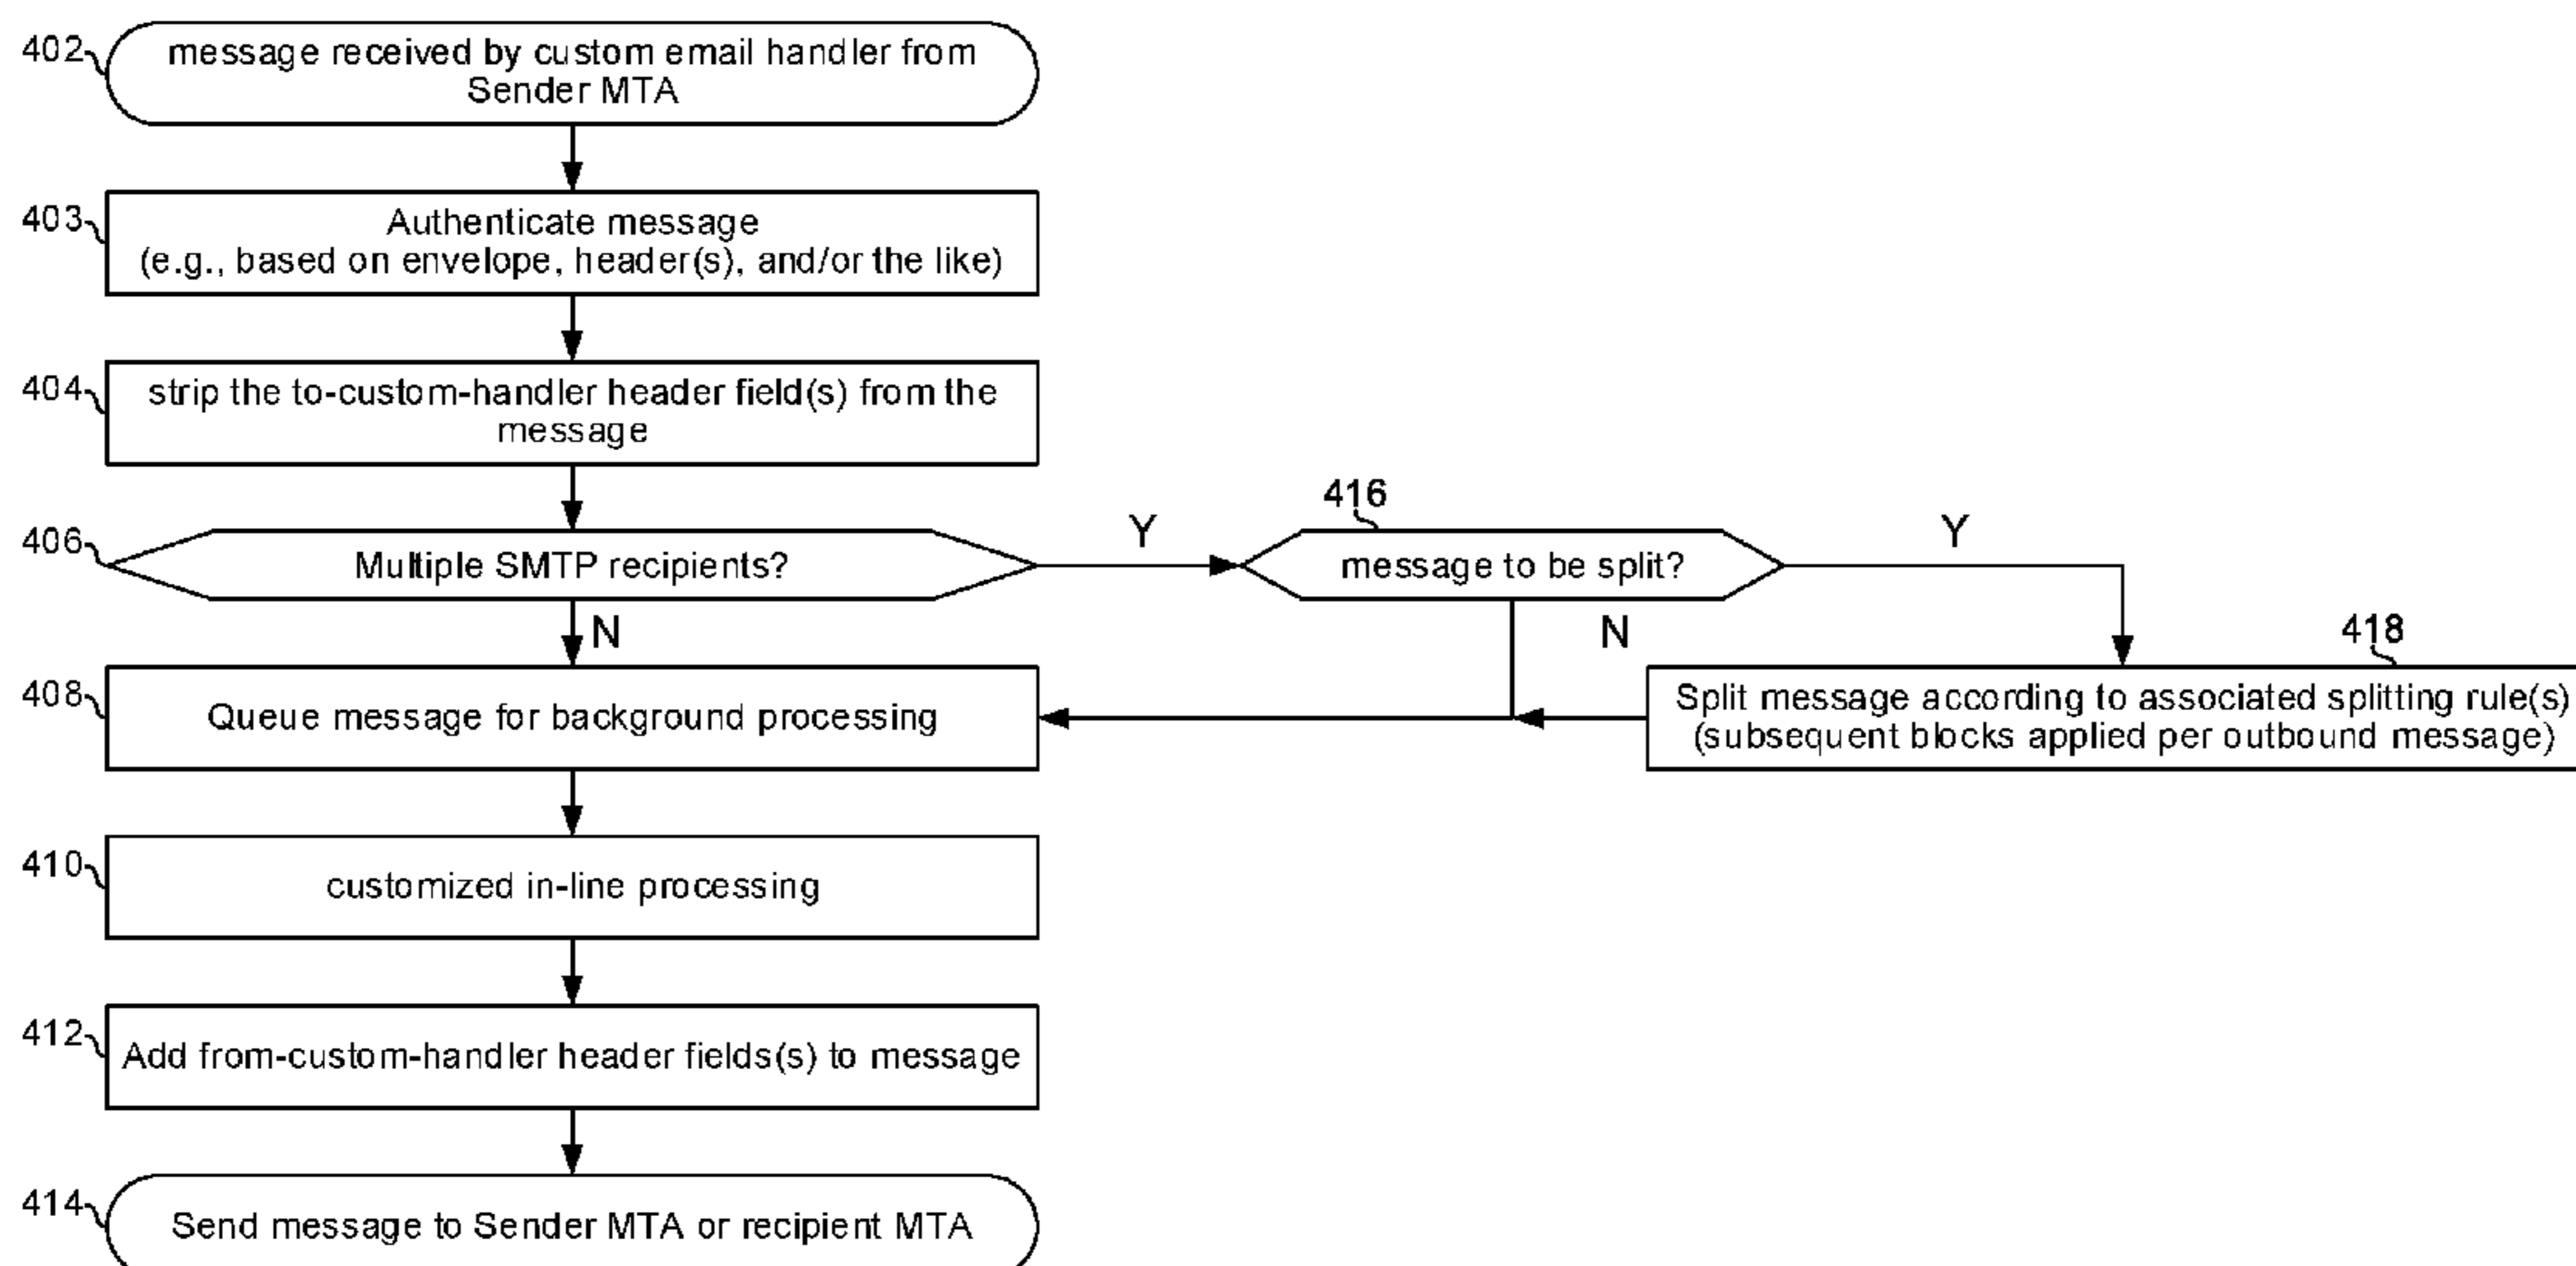 402
message received by custom email handler from
Sender MTA
403
Authenticate message
(e.g., based on envelope, header(s), and/or the like)
404
strip the to-custom-handler header field(s) from the
message
406
Multiple SMTP recipients?
Y
416
message to be split?
Y
N
N
418
408
Queue message for background processing
Split message according to associated splitting rule(s)
(subsequent blocks applied per outbound message)
410
customized in-line processing
412
Add from-custom-handler header fields(s) to message
414
Send message to Sender MTA or recipient MTA